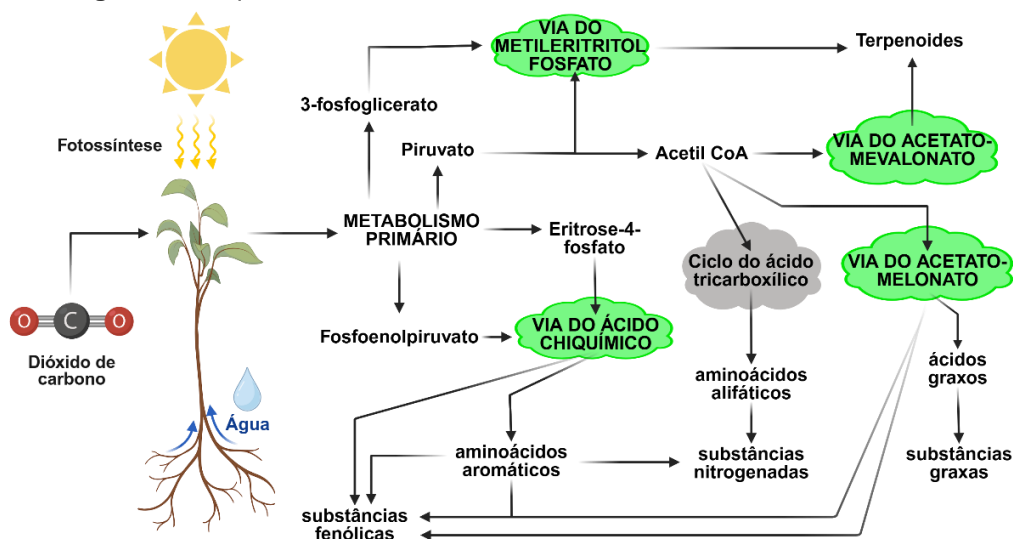 VIA DO
METILERITRITOL
FOSFATO
Terpenoides
3-fosfoglicerato
Fotossíntese
Piruvato
Acetil CoA
VIA DO ACETATO-
MEVALONATO
METABOLISMO
PRIMÁRIO
Eritrose-4-
fosfato
Ciclo do ácido
tricarboxílico
VIA DO ACETATO-
MELONATO
O C O
Dióxido de
carbono
Fosfoenolpiruvato
VIA DO ÁCIDO
CHIQUÍMICO
aminoácidos
alifáticos
ácidos
graxos
Água
aminoácidos
aromáticos
substâncias
nitrogenadas
substâncias
graxas
substâncias
fenólicas